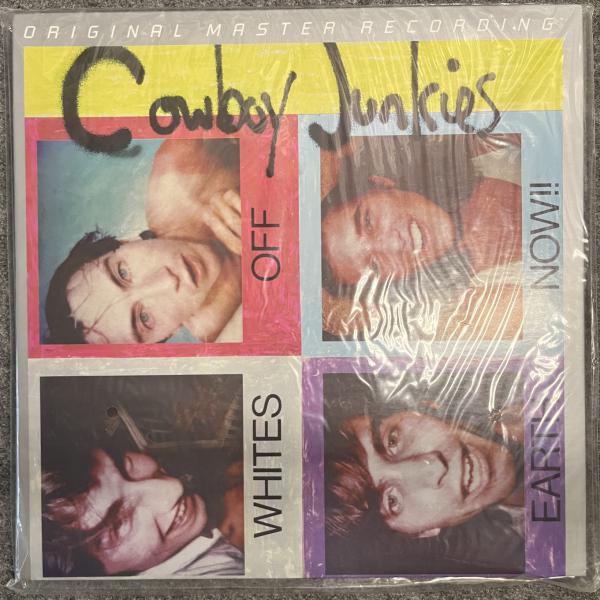 ORIGINAL MASTER RECORDING
Cowboy Junkies
WHITES
OFF
EARTH
NOW!!